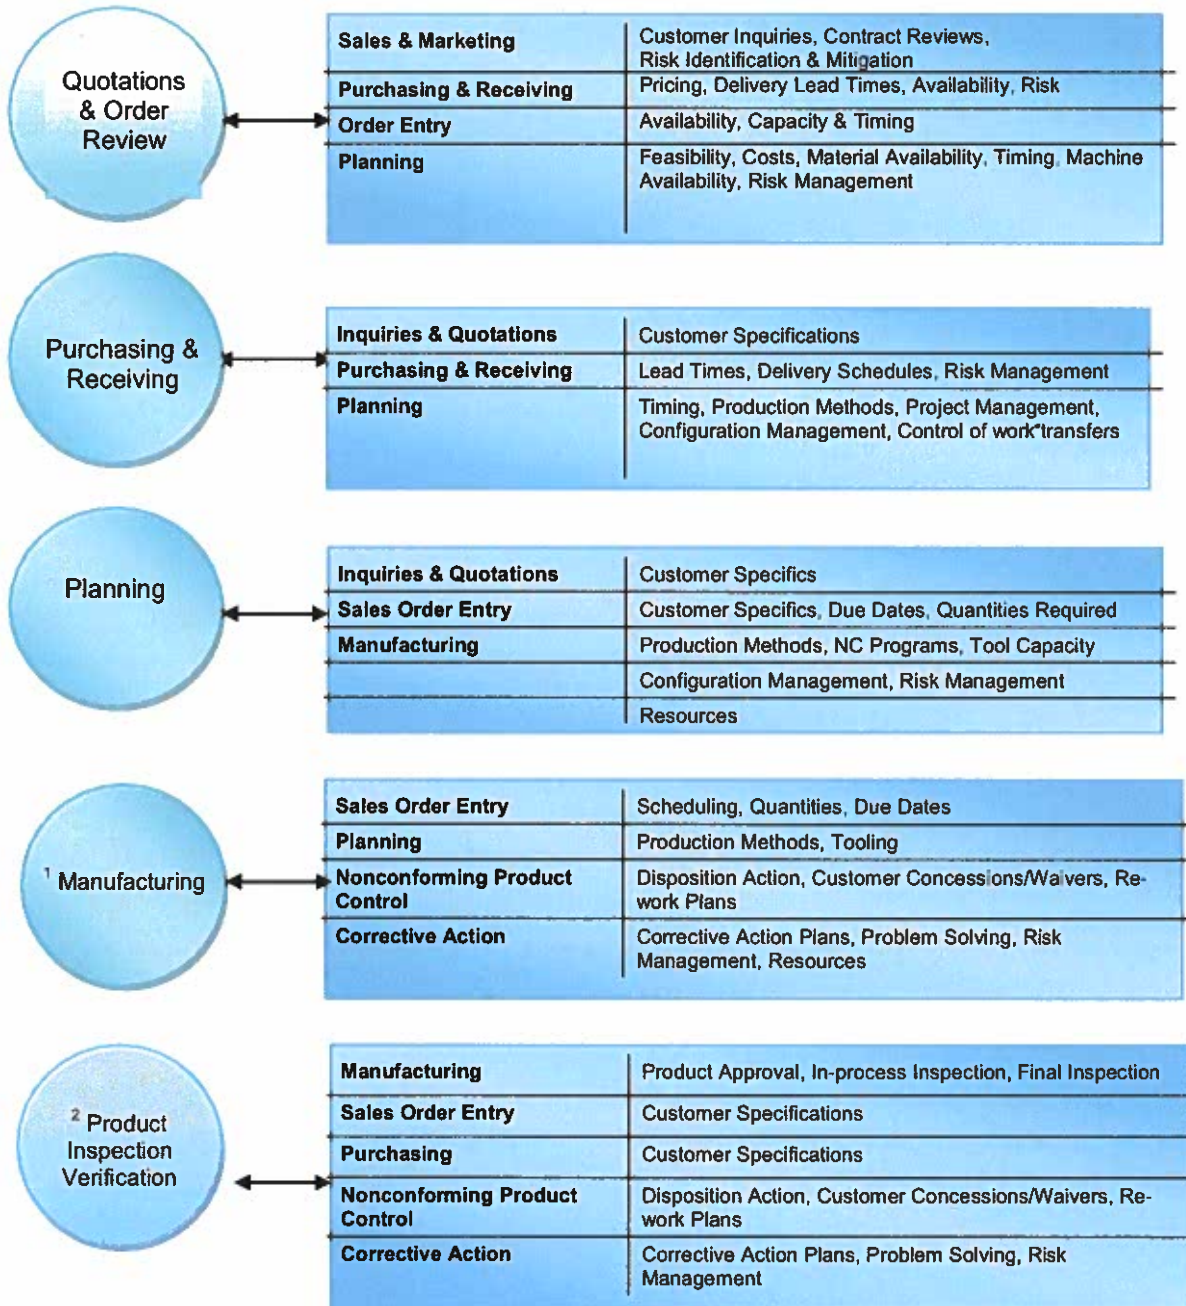 Quotations
& Order
Review
Sales & Marketing
Customer Inquiries, Contract Reviews,
Risk Identification & Mitigation
Purchasing & Receiving
Pricing, Delivery Lead Times, Availability, Risk
Order Entry
Availability, Capacity & Timing
Planning
Feasibility, Costs, Material Availability, Timing, Machine
Availability, Risk Management
Purchasing &
Receiving
Inquiries & Quotations
Customer Specifications
Purchasing & Receiving
Lead Times, Delivery Schedules, Risk Management
Planning
Timing, Production Methods, Project Management,
Configuration Management, Control of work*transfers
Planning
Inquiries & Quotations
Customer Specifics
Sales Order Entry
Customer Specifics, Due Dates, Quantities Required
Manufacturing
Production Methods, NC Programs, Tool Capacity
Configuration Management, Risk Management
Resources
1 Manufacturing
Sales Order Entry
Scheduling, Quantities, Due Dates
Planning
Production Methods, Tooling
Nonconforming Product
Control
Disposition Action, Customer Concessions/Waivers, Re-
work Plans
Corrective Action
Corrective Action Plans, Problem Solving, Risk
Management, Resources
2 Product
Inspection
Verification
Manufacturing
Product Approval, In-process Inspection, Final Inspection
Sales Order Entry
Customer Specifications
Purchasing
Customer Specifications
Nonconforming Product
Control
Disposition Action, Customer Concessions/Waivers, Re-
work Plans
Corrective Action
Corrective Action Plans, Problem Solving, Risk
Management